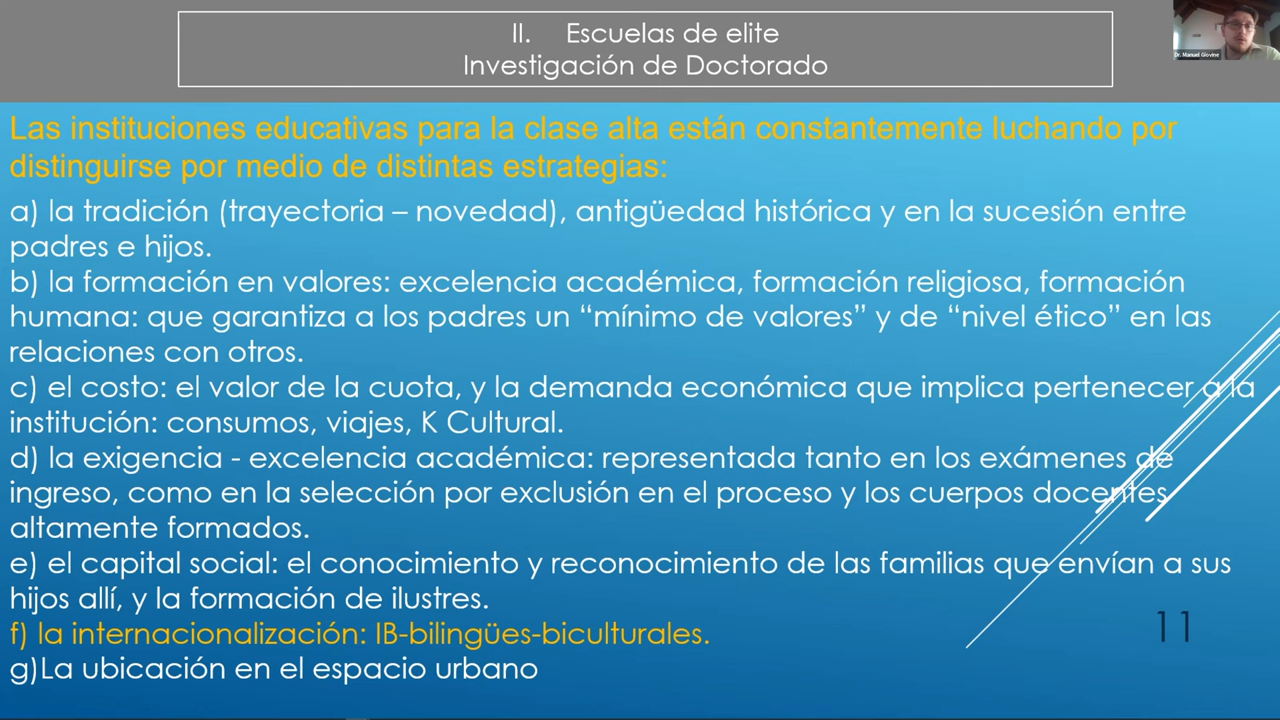 II. Escuelas de elite
Investigación de Doctorado
Dr. Manuel Giovine
Las instituciones educativas para la clase alta están constantemente luchando por
distinguirse por medio de distintas estrategias:
a) la tradición (trayectoria – novedad), antigüedad histórica y en la sucesión entre
padres e hijos.
b) la formación en valores: excelencia académica, formación religiosa, formación
humana: que garantiza a los padres un “mínimo de valores” y de “nivel ético” en las
relaciones con otros.
c) el costo: el valor de la cuota, y la demanda económica que implica pertenecer a la
institución: consumos, viajes, K Cultural.
d) la exigencia - excelencia académica: representada tanto en los exámenes de
ingreso, como en la selección por exclusión en el proceso y los cuerpos docentes
altamente formados.
e) el capital social: el conocimiento y reconocimiento de las familias que envían a sus
hijos allí, y la formación de ilustres.
f) la internacionalización: IB-bilingües-biculturales.
g)La ubicación en el espacio urbano
11